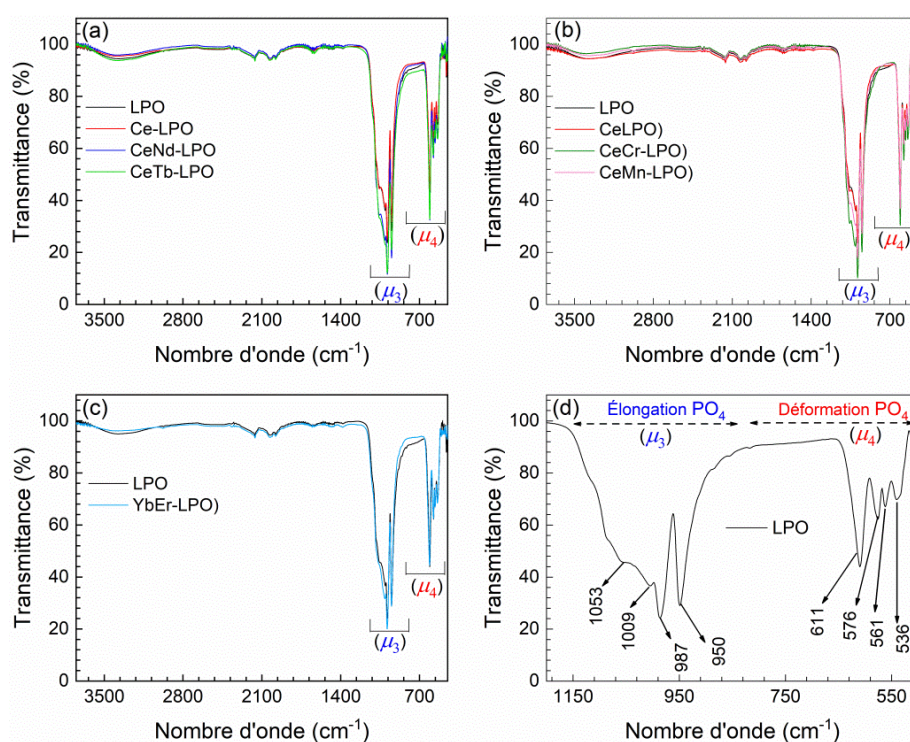 (a)
100
80
60
40
20
0
Transmittance (%)
LPO
Ce-LPO
CeNd-LPO
CeTb-LPO
(μ4)
(μ3)
3500 2800 2100 1400 700
Nombre d'onde (cm-1)
(b)
100
80
60
40
20
0
Transmittance (%)
LPO
CeLPO)
CeCr-LPO)
CeMn-LPO)
(μ4)
(μ3)
3500 2800 2100 1400 700
Nombre d'onde (cm-1)
(c)
100
80
60
40
20
0
Transmittance (%)
LPO
YbEr-LPO)
(μ4)
(μ3)
3500 2800 2100 1400 700
Nombre d'onde (cm-1)
(d)
100
80
60
40
20
0
Transmittance (%)
Élongation PO4
(μ3)
Déformation PO4
(μ4)
LPO
1053
1009
987
950
611
576
561
536
1150 950 750 550
Nombre d'onde (cm-1)